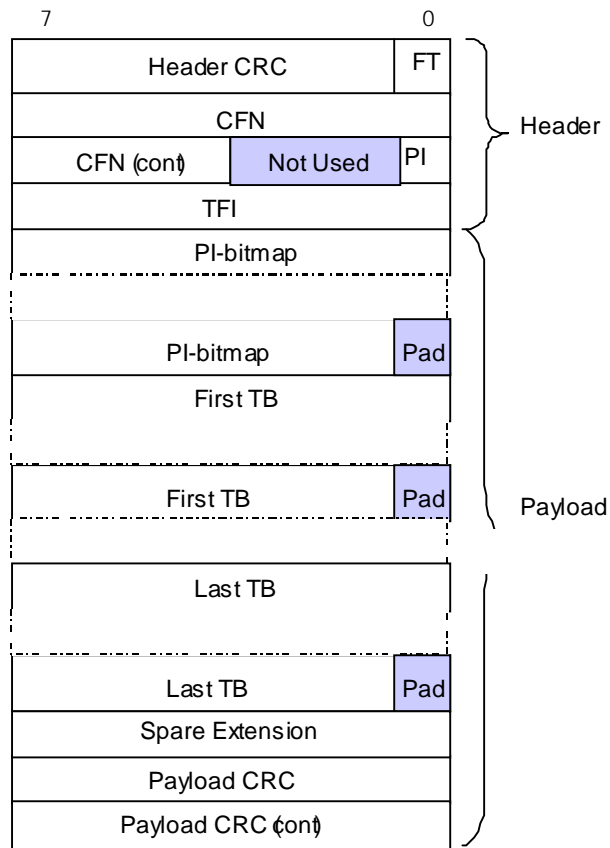 7 0
Header CRC FT
CFN
Header
CFN (cont) Not Used PI
TFI
PI-bitmap
PI-bitmap Pad
First TB
First TB Pad
Payload
Last TB
Last TB Pad
Spare Extension
Payload CRC
Payload CRC (cont)